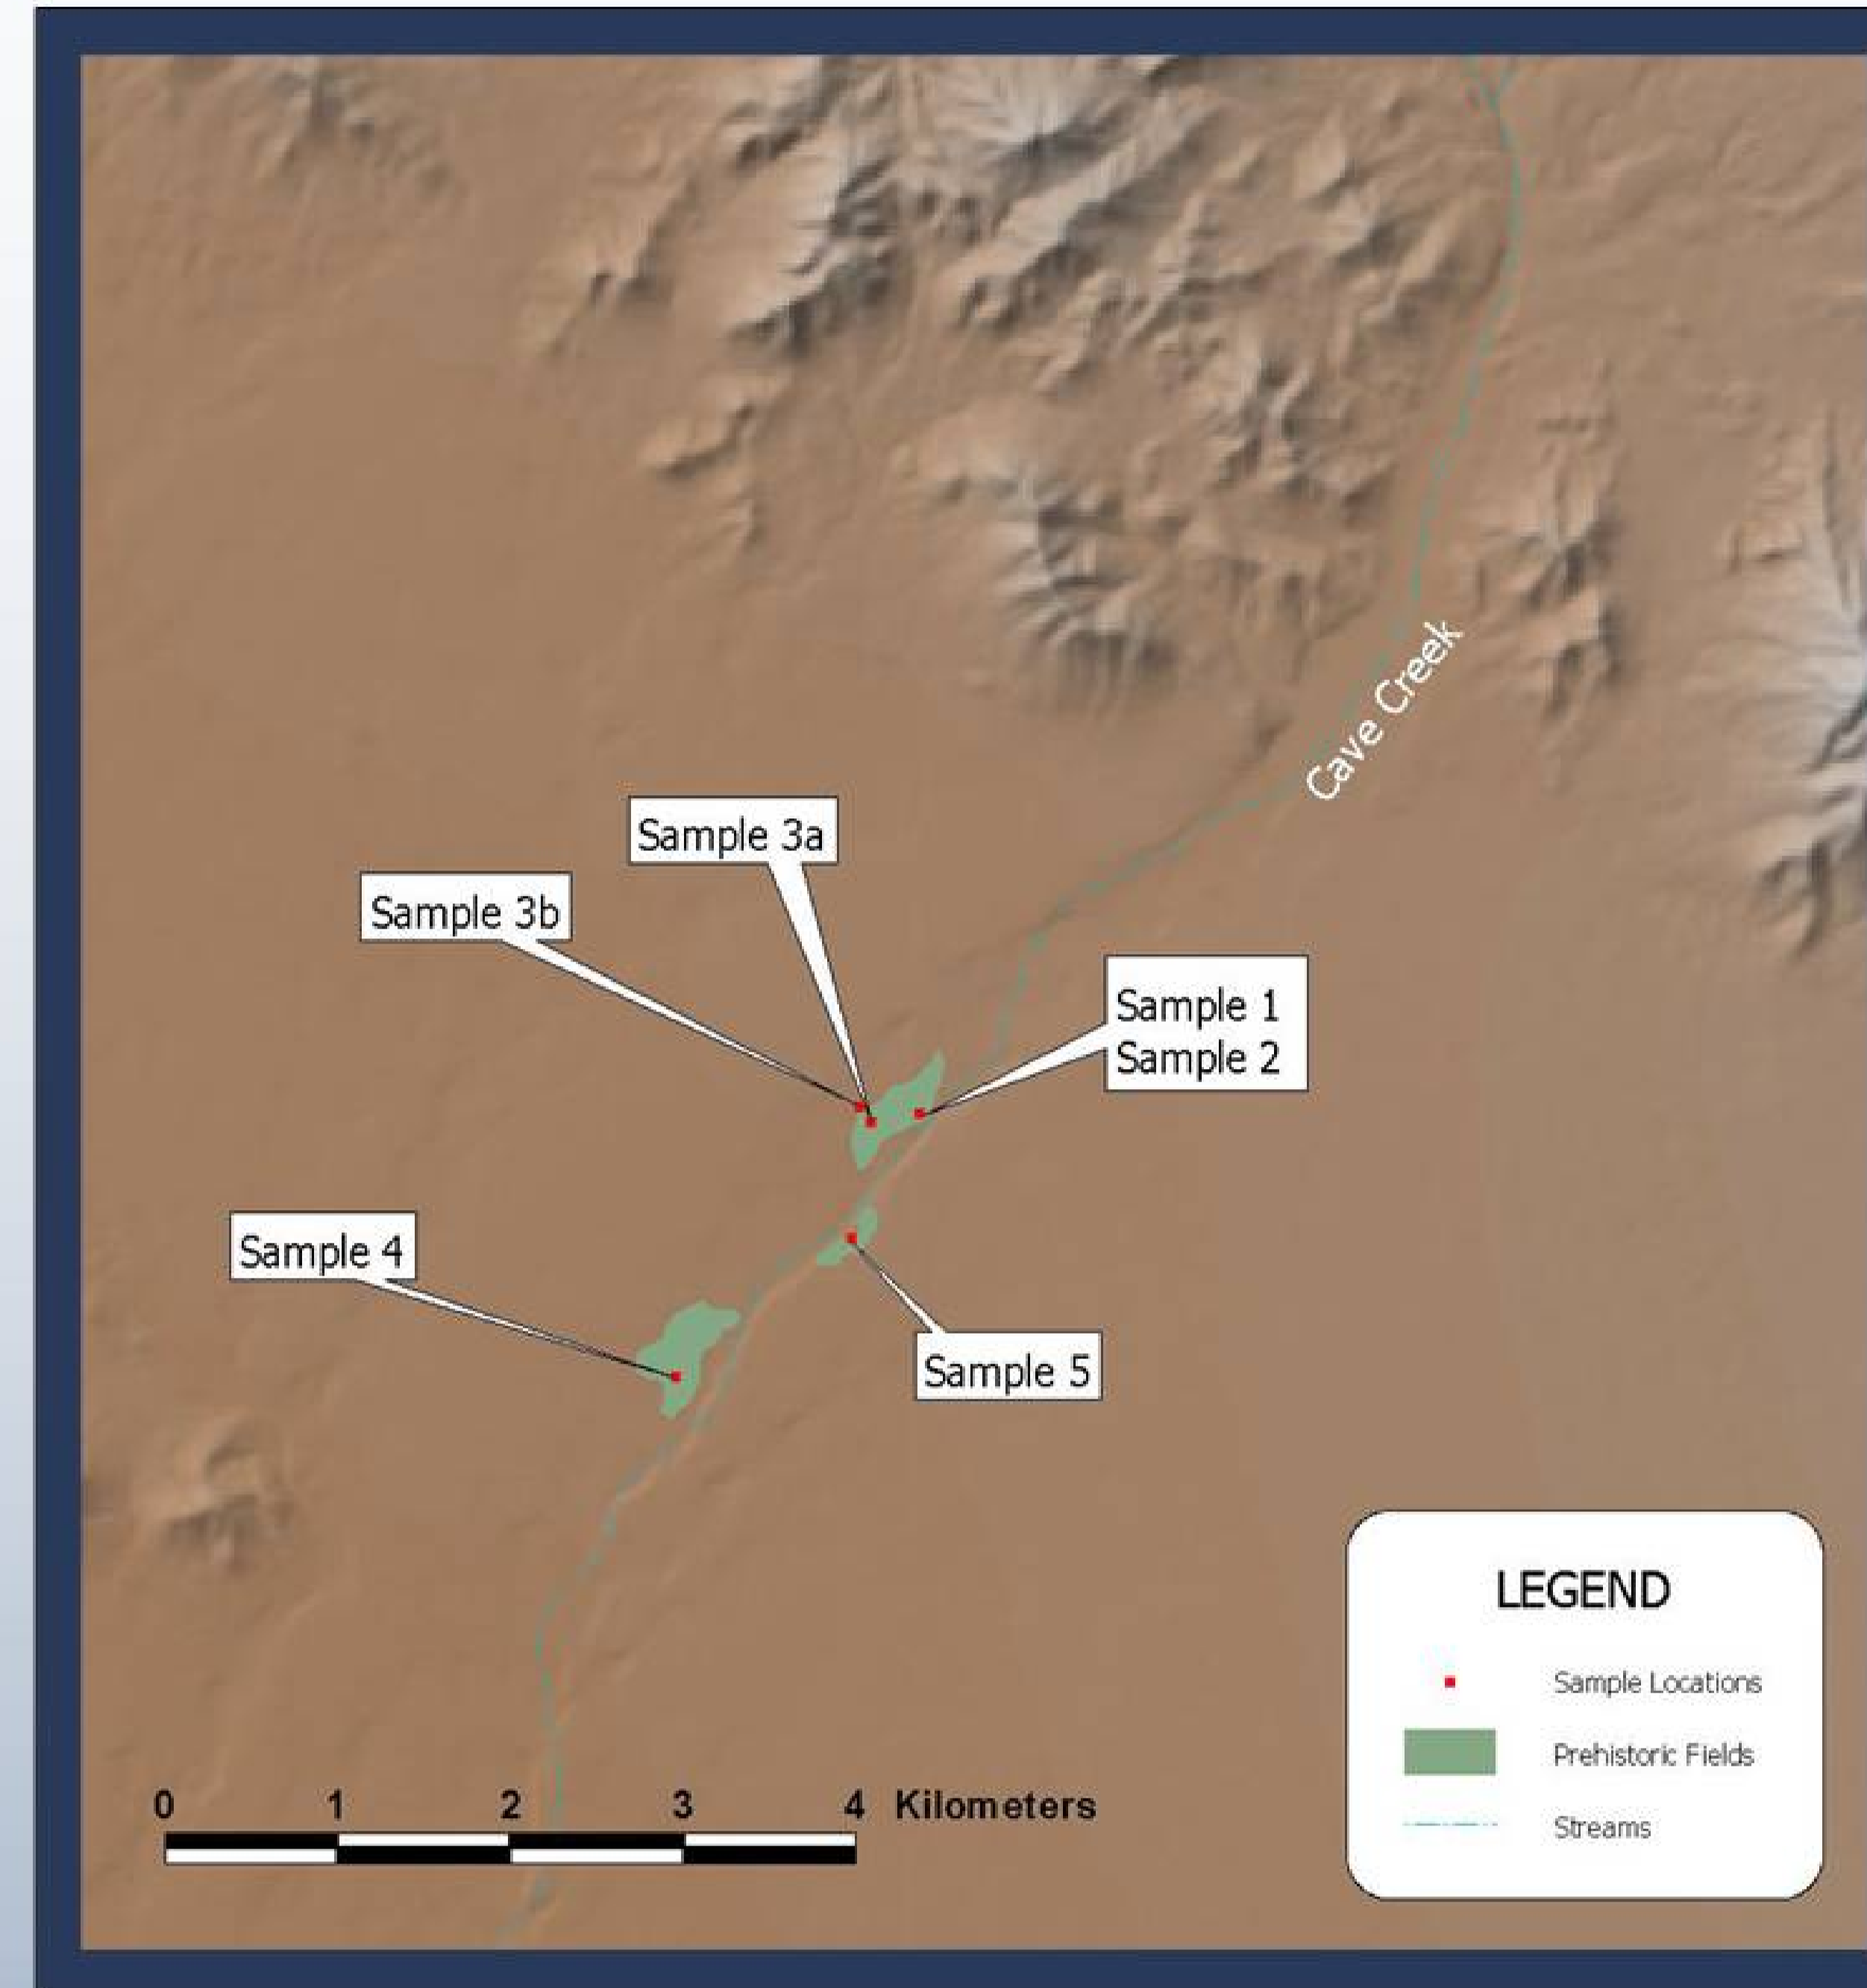 Cave Creek
Sample 3a
Sample 3b
Sample 1
Sample 2
Sample 4
Sample 5
LEGEND
Sample Locations
Prehistoric Fields
Streams
0 1 2 3 4 Kilometers